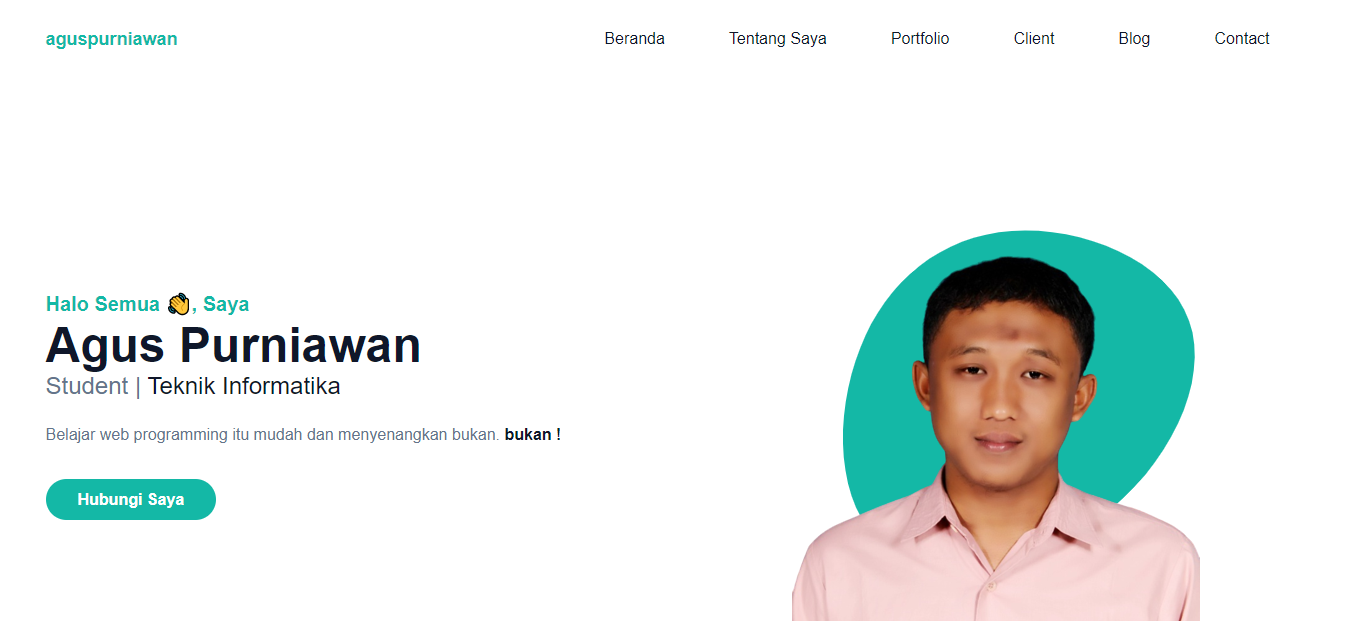 aguspurniawan
Beranda Tentang Saya Portfolio Client Blog Contact
Halo Semua 👏, Saya
Agus Purniawan
Student | Teknik Informatika
Belajar web programming itu mudah dan menyenangkan bukan. bukan !
Hubungi Saya